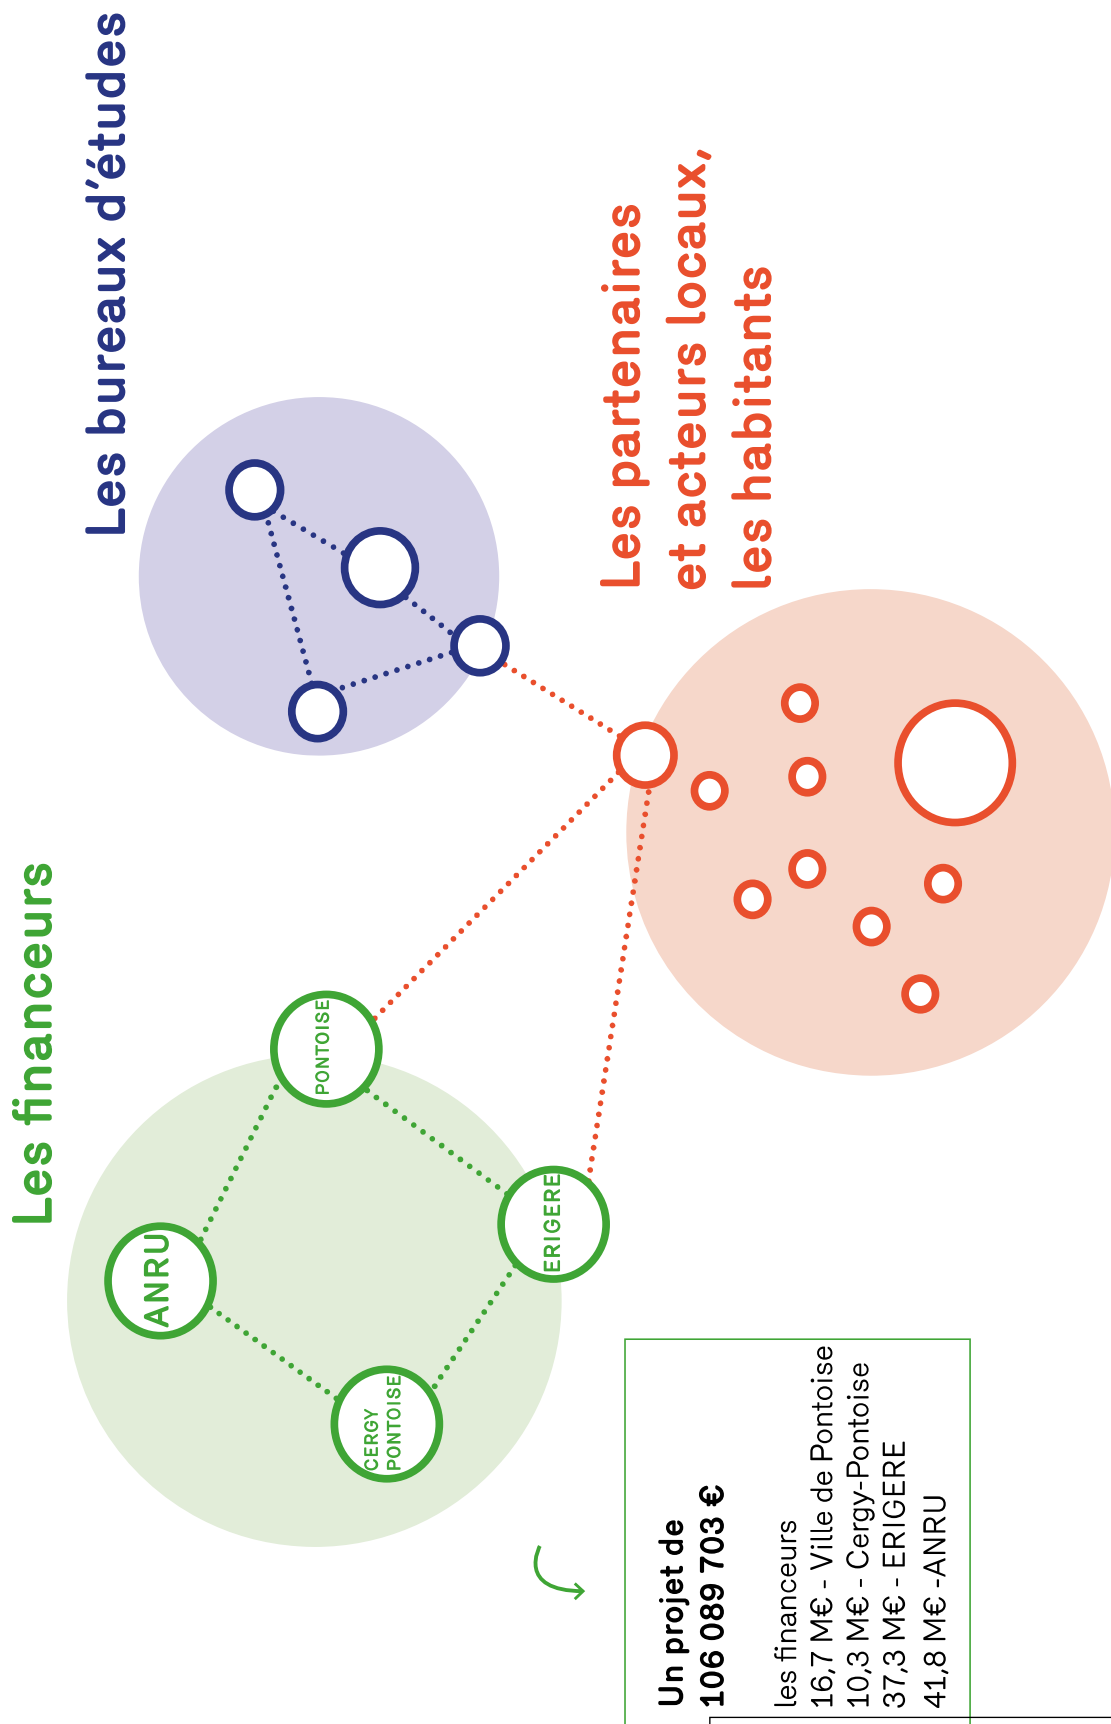 Les financeurs
ANRU
PONTOISE
CERGY
PONTOISE
ERIGERE
Les bureaux d'études
Les partenaires
et acteurs locaux,
les habitants
Un projet de
106 089 703 €
les financeurs
16,7 M€ - Ville de Pontoise
10,3 M€ - Cergy-Pontoise
37,3 M€ - ERIGERE
41,8 M€ -ANRU